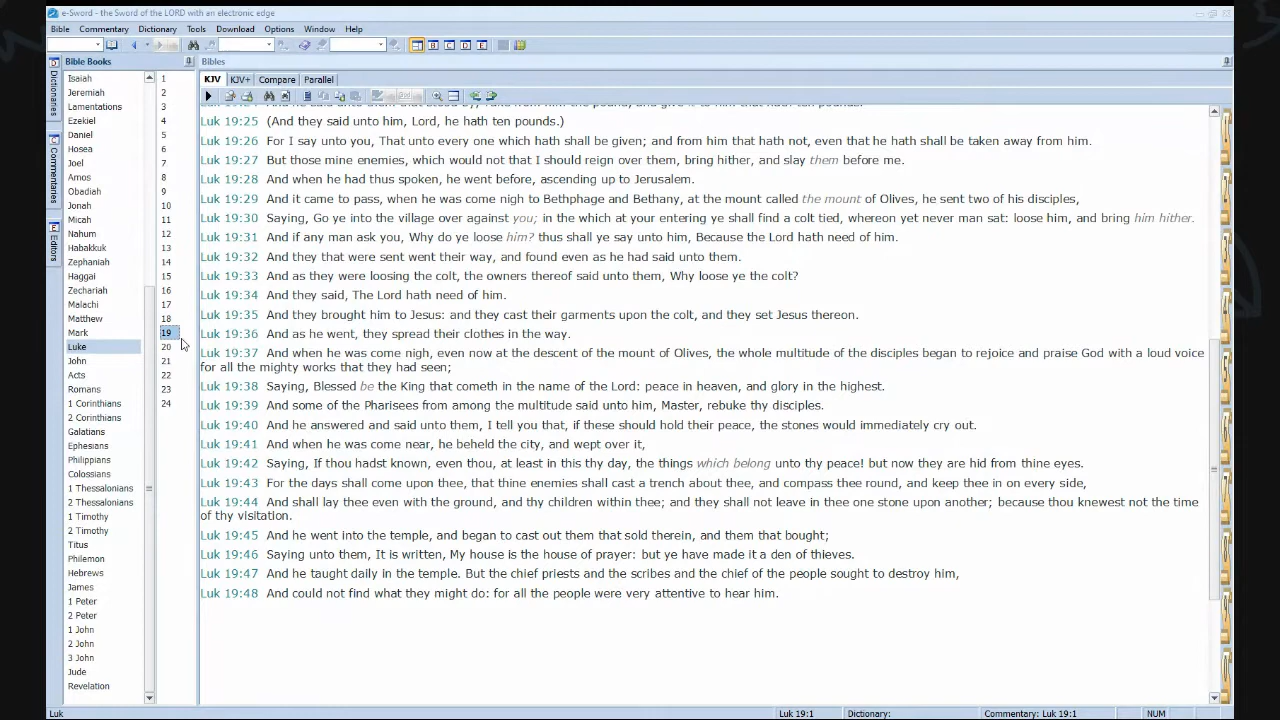 e-Sword - the Sword of the LORD with an electronic edge
Bible Commentary Dictionary Tools Download Options Window Help
B C D E
Bible Books
Bibles
Dictionaries
Commentaries
Editors
Isaiah
Jeremiah
Lamentations
Ezekiel
Daniel
Hosea
Joel
Amos
Obadiah
Jonah
Micah
Nahum
Habakkuk
Zephaniah
Haggai
Zechariah
Malachi
Matthew
Mark
Luke
John
Acts
Romans
1 Corinthians
2 Corinthians
Galatians
Ephesians
Philippians
Colossians
1 Thessalonians
2 Thessalonians
1 Timothy
2 Timothy
Titus
Philemon
Hebrews
James
1 Peter
2 Peter
1 John
2 John
3 John
Jude
Revelation
1
2
3
4
5
6
7
8
9
10
11
12
13
14
15
16
17
18
19
20
21
22
23
24
KJV KJV+ Compare Parallel
Luk 19:25 (And they said unto him, Lord, he hath ten pounds.)
Luk 19:26 For I say unto you, That unto every one which hath shall be given; and from him that hath not, even that he hath shall be taken away from him.
Luk 19:27 But those mine enemies, which would not that I should reign over them, bring hither, and slay them before me.
Luk 19:28 And when he had thus spoken, he went before, ascending up to Jerusalem.
Luk 19:29 And it came to pass, when he was come nigh to Bethphage and Bethany, at the mount called the mount of Olives, he sent two of his disciples,
Luk 19:30 Saying, Go ye into the village over against you; in the which at your entering ye shall find a colt tied, whereon yet never man sat: loose him, and bring him hither.
Luk 19:31 And if any man ask you, Why do ye loose him? thus shall ye say unto him, Because the Lord hath need of him.
Luk 19:32 And they that were sent went their way, and found even as he had said unto them.
Luk 19:33 And as they were loosing the colt, the owners thereof said unto them, Why loose ye the colt?
Luk 19:34 And they said, The Lord hath need of him.
Luk 19:35 And they brought him to Jesus: and they cast their garments upon the colt, and they set Jesus thereon.
Luk 19:36 And as he went, they spread their clothes in the way.
Luk 19:37 And when he was come nigh, even now at the descent of the mount of Olives, the whole multitude of the disciples began to rejoice and praise God with a loud voice
for all the mighty works that they had seen;
Luk 19:38 Saying, Blessed be the King that cometh in the name of the Lord: peace in heaven, and glory in the highest.
Luk 19:39 And some of the Pharisees from among the multitude said unto him, Master, rebuke thy disciples.
Luk 19:40 And he answered and said unto them, I tell you that, if these should hold their peace, the stones would immediately cry out.
Luk 19:41 And when he was come near, he beheld the city, and wept over it,
Luk 19:42 Saying, If thou hadst known, even thou, at least in this thy day, the things which belong unto thy peace! but now they are hid from thine eyes.
Luk 19:43 For the days shall come upon thee, that thine enemies shall cast a trench about thee, and compass thee round, and keep thee in on every side,
Luk 19:44 And shall lay thee even with the ground, and thy children within thee; and they shall not leave in thee one stone upon another; because thou knewest not the time
of thy visitation.
Luk 19:45 And he went into the temple, and began to cast out them that sold therein, and them that bought;
Luk 19:46 Saying unto them, It is written, My house is the house of prayer: but ye have made it a den of thieves.
Luk 19:47 And he taught daily in the temple. But the chief priests and the scribes and the chief of the people sought to destroy him,
Luk 19:48 And could not find what they might do: for all the people were very attentive to hear him.
Luk Luk 19:1 Dictionary: Commentary: Luk 19:1 NUM